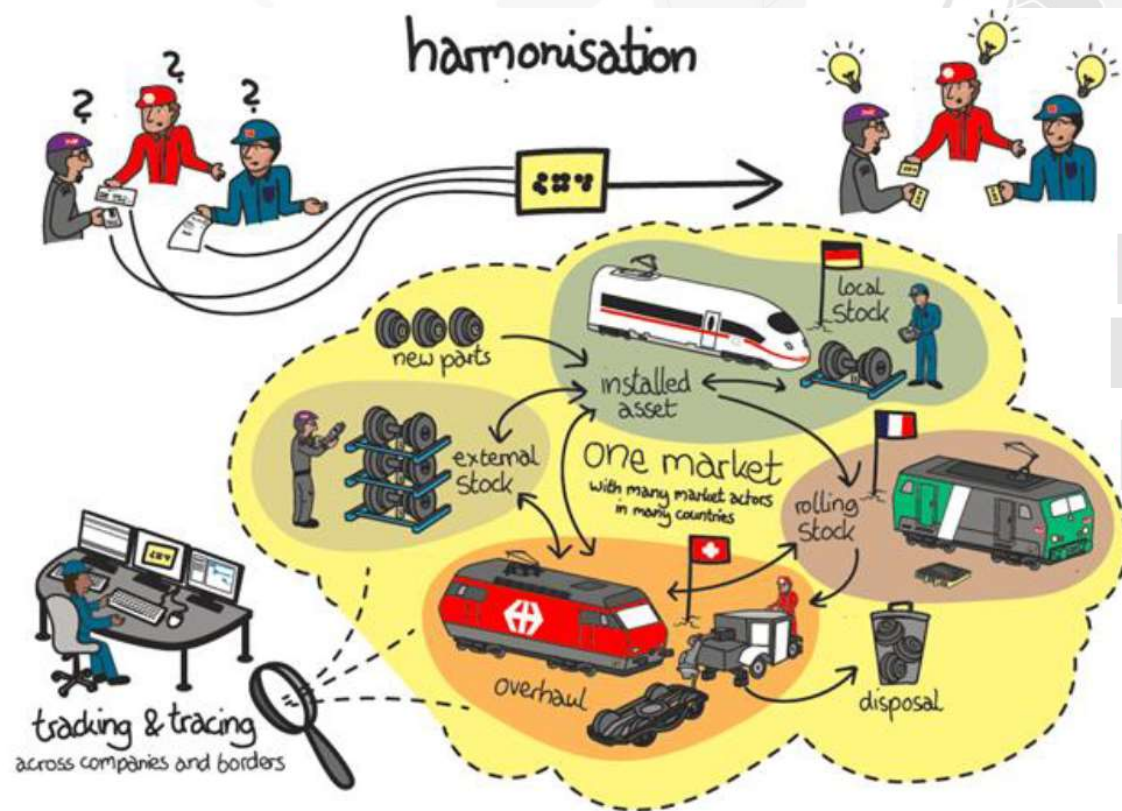 harmonisation
?
?
?
new parts
local
stock
installed
asset
external
stock
one market
with many market actors
in many countries
rolling
stock
overhaul
disposal
tracking & tracing
across companies and borders